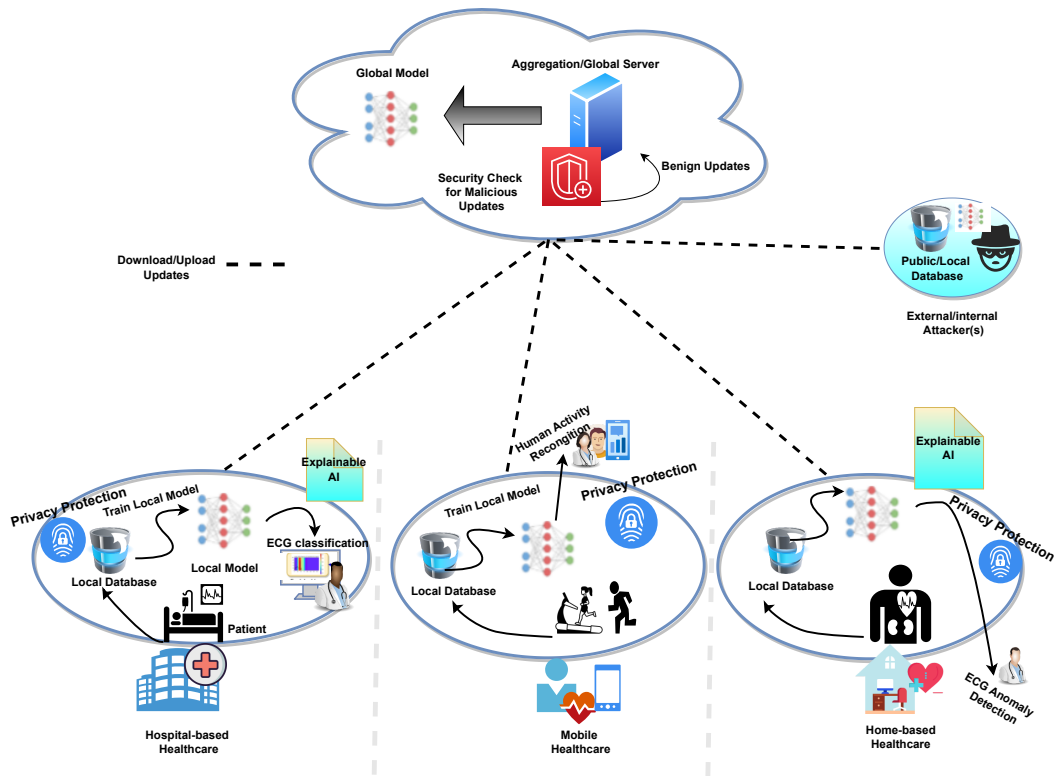 Aggregation/Global Server
Global Model
Benign Updates
Security Check
for Malicious
Updates
Download/Upload
Updates
Public/Local
Database
External/internal
Attacker(s)
Explainable
AI
Privacy Protection
Train Local Model
ECG classification
Local Model
Local Database
Patient
Hospital-based
Healthcare
Human Activity
Recongition
Privacy Protection
Train Local Model
Local Database
Mobile
Healthcare
Explainable
AI
Privacy Protection
Local Database
ECG Anomaly
Detection
Home-based
Healthcare